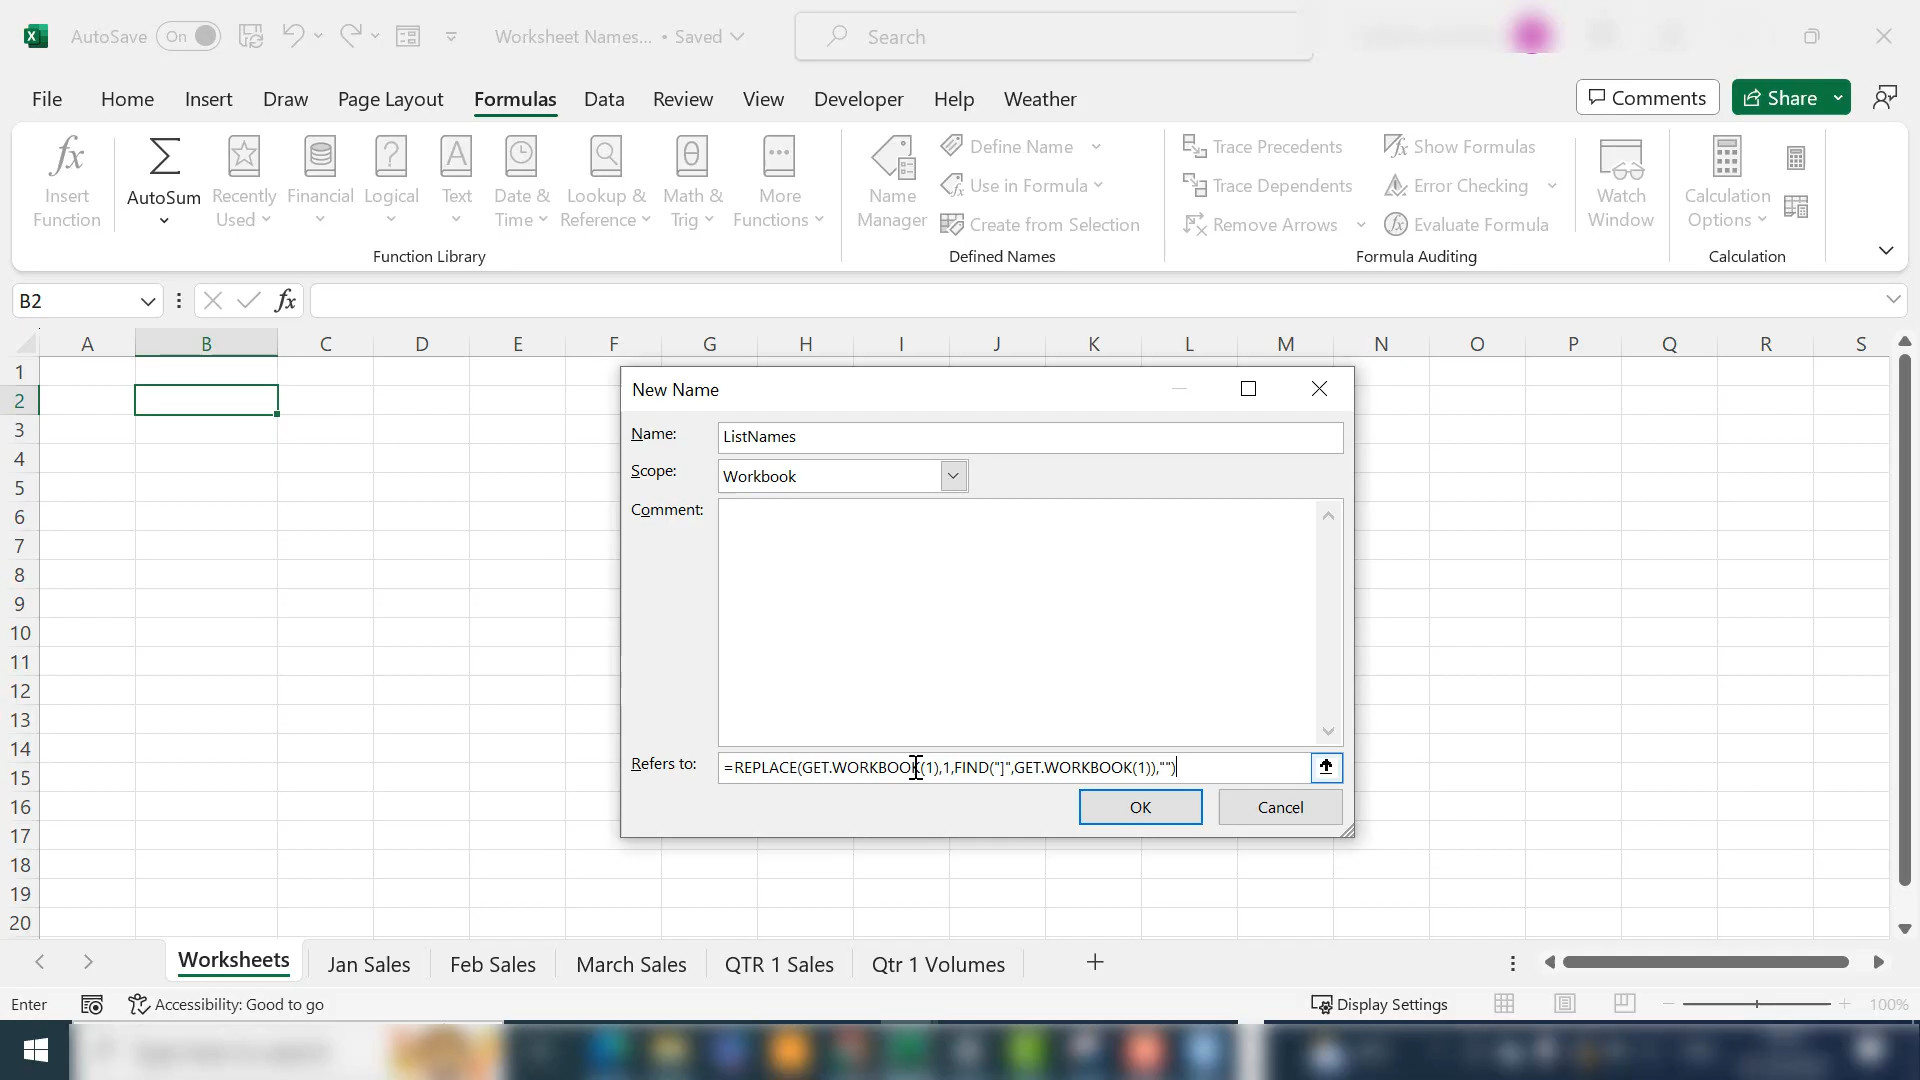 AutoSave On Worksheet Names... • Saved Search
File Home Insert Draw Page Layout Formulas Data Review View Developer Help Weather Comments Share
fx Insert Function
AutoSum
Recently Used
Financial
Logical
Text
Date & Time
Lookup & Reference
Math & Trig
More Functions
Function Library
Name Manager
Define Name
Use in Formula
Create from Selection
Defined Names
Trace Precedents
Trace Dependents
Remove Arrows
Show Formulas
Error Checking
Evaluate Formula
Formula Auditing
Watch Window
Calculation Options
Calculation
B2 fx
A B C D E F G H I J K L M N O P Q R S
1
2
3
4
5
6
7
8
9
10
11
12
13
14
15
16
17
18
19
20
New Name
Name: ListNames
Scope: Workbook
Comment:
Refers to: =REPLACE(GET.WORKBOOK(1),1,FIND("]",GET.WORKBOOK(1)),"")
OK Cancel
Worksheets Jan Sales Feb Sales March Sales QTR 1 Sales Qtr 1 Volumes
Enter Accessibility: Good to go Display Settings 100%